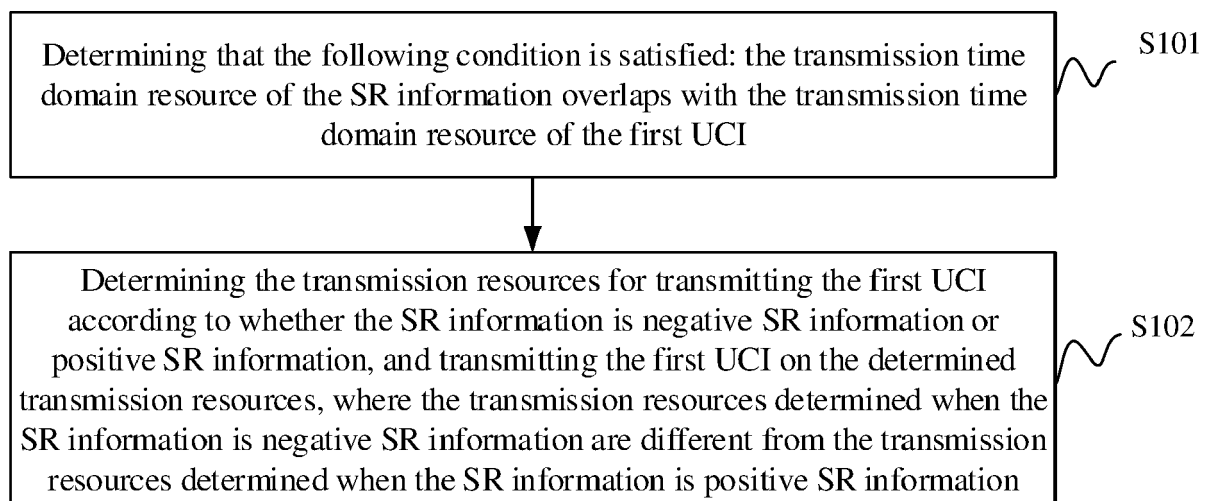 Determining that the following condition is satisfied: the transmission time
domain resource of the SR information overlaps with the transmission time
domain resource of the first UCI
S101
Determining the transmission resources for transmitting the first UCI
according to whether the SR information is negative SR information or
positive SR information, and transmitting the first UCI on the determined
transmission resources, where the transmission resources determined when the
SR information is negative SR information are different from the transmission
resources determined when the SR information is positive SR information
S102